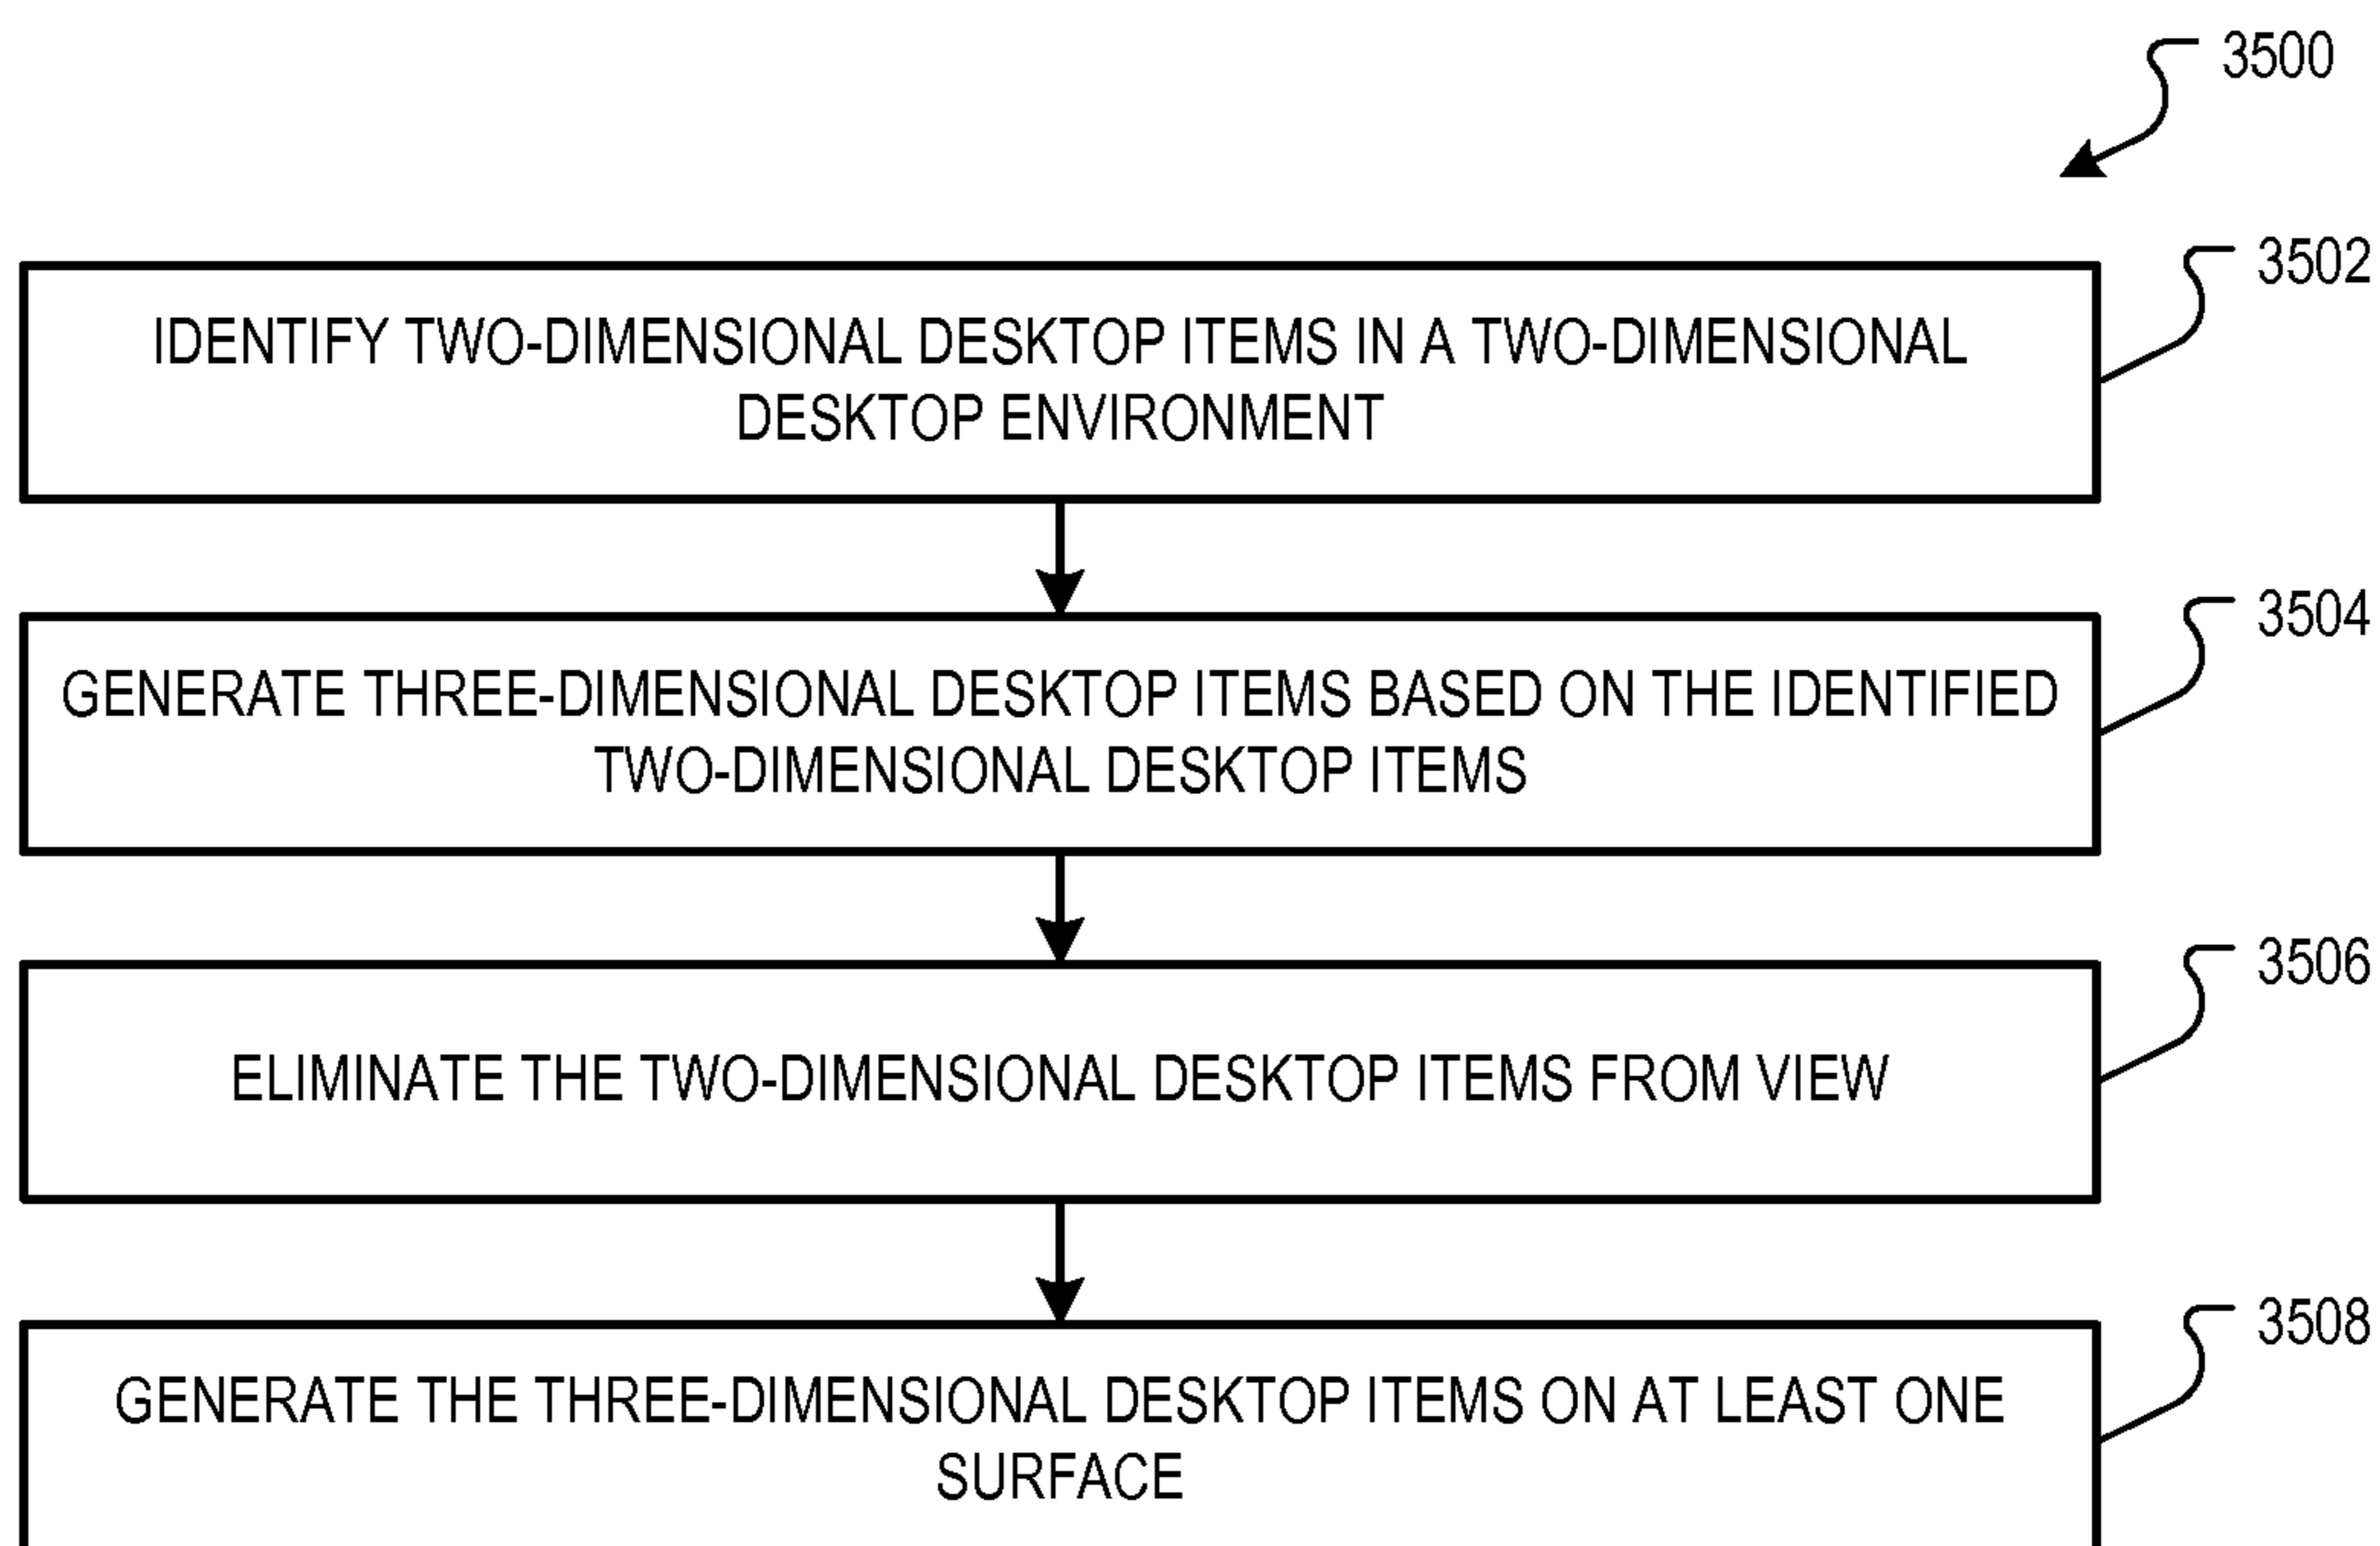 3500
3502
IDENTIFY TWO-DIMENSIONAL DESKTOP ITEMS IN A TWO-DIMENSIONAL
DESKTOP ENVIRONMENT
3504
GENERATE THREE-DIMENSIONAL DESKTOP ITEMS BASED ON THE IDENTIFIED
TWO-DIMENSIONAL DESKTOP ITEMS
3506
ELIMINATE THE TWO-DIMENSIONAL DESKTOP ITEMS FROM VIEW
3508
GENERATE THE THREE-DIMENSIONAL DESKTOP ITEMS ON AT LEAST ONE
SURFACE